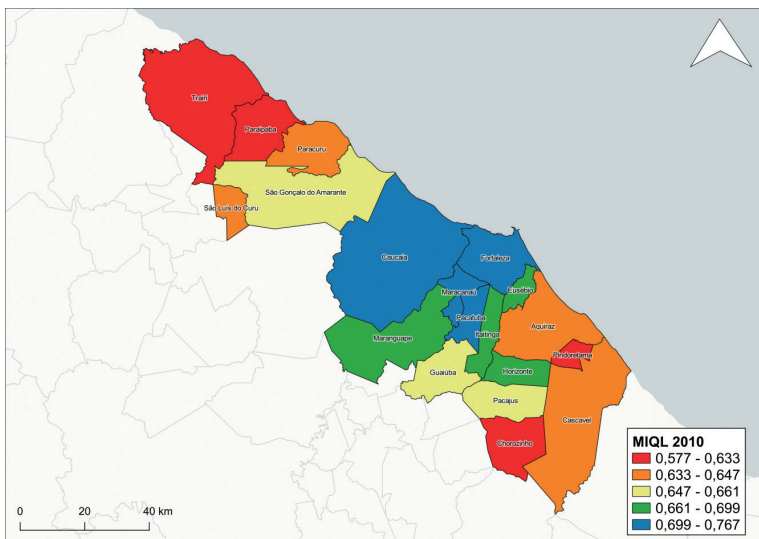 Trairi
Paraipaba
Paracuru
São Gonçalo do Amarante
São Luis do Curu
Caucaia
Fortaleza
Maracanaú
Eusébio
Pacatuba
Itaitinga
Aquiraz
Maranguape
Pindoretama
Guaiúba
Horizonte
Pacajus
Cascavel
Chorozinho
MIQL 2010
0,577 - 0,633
0,633 - 0,647
0,647 - 0,661
0,661 - 0,699
0,699 - 0,767
0 20 40 km